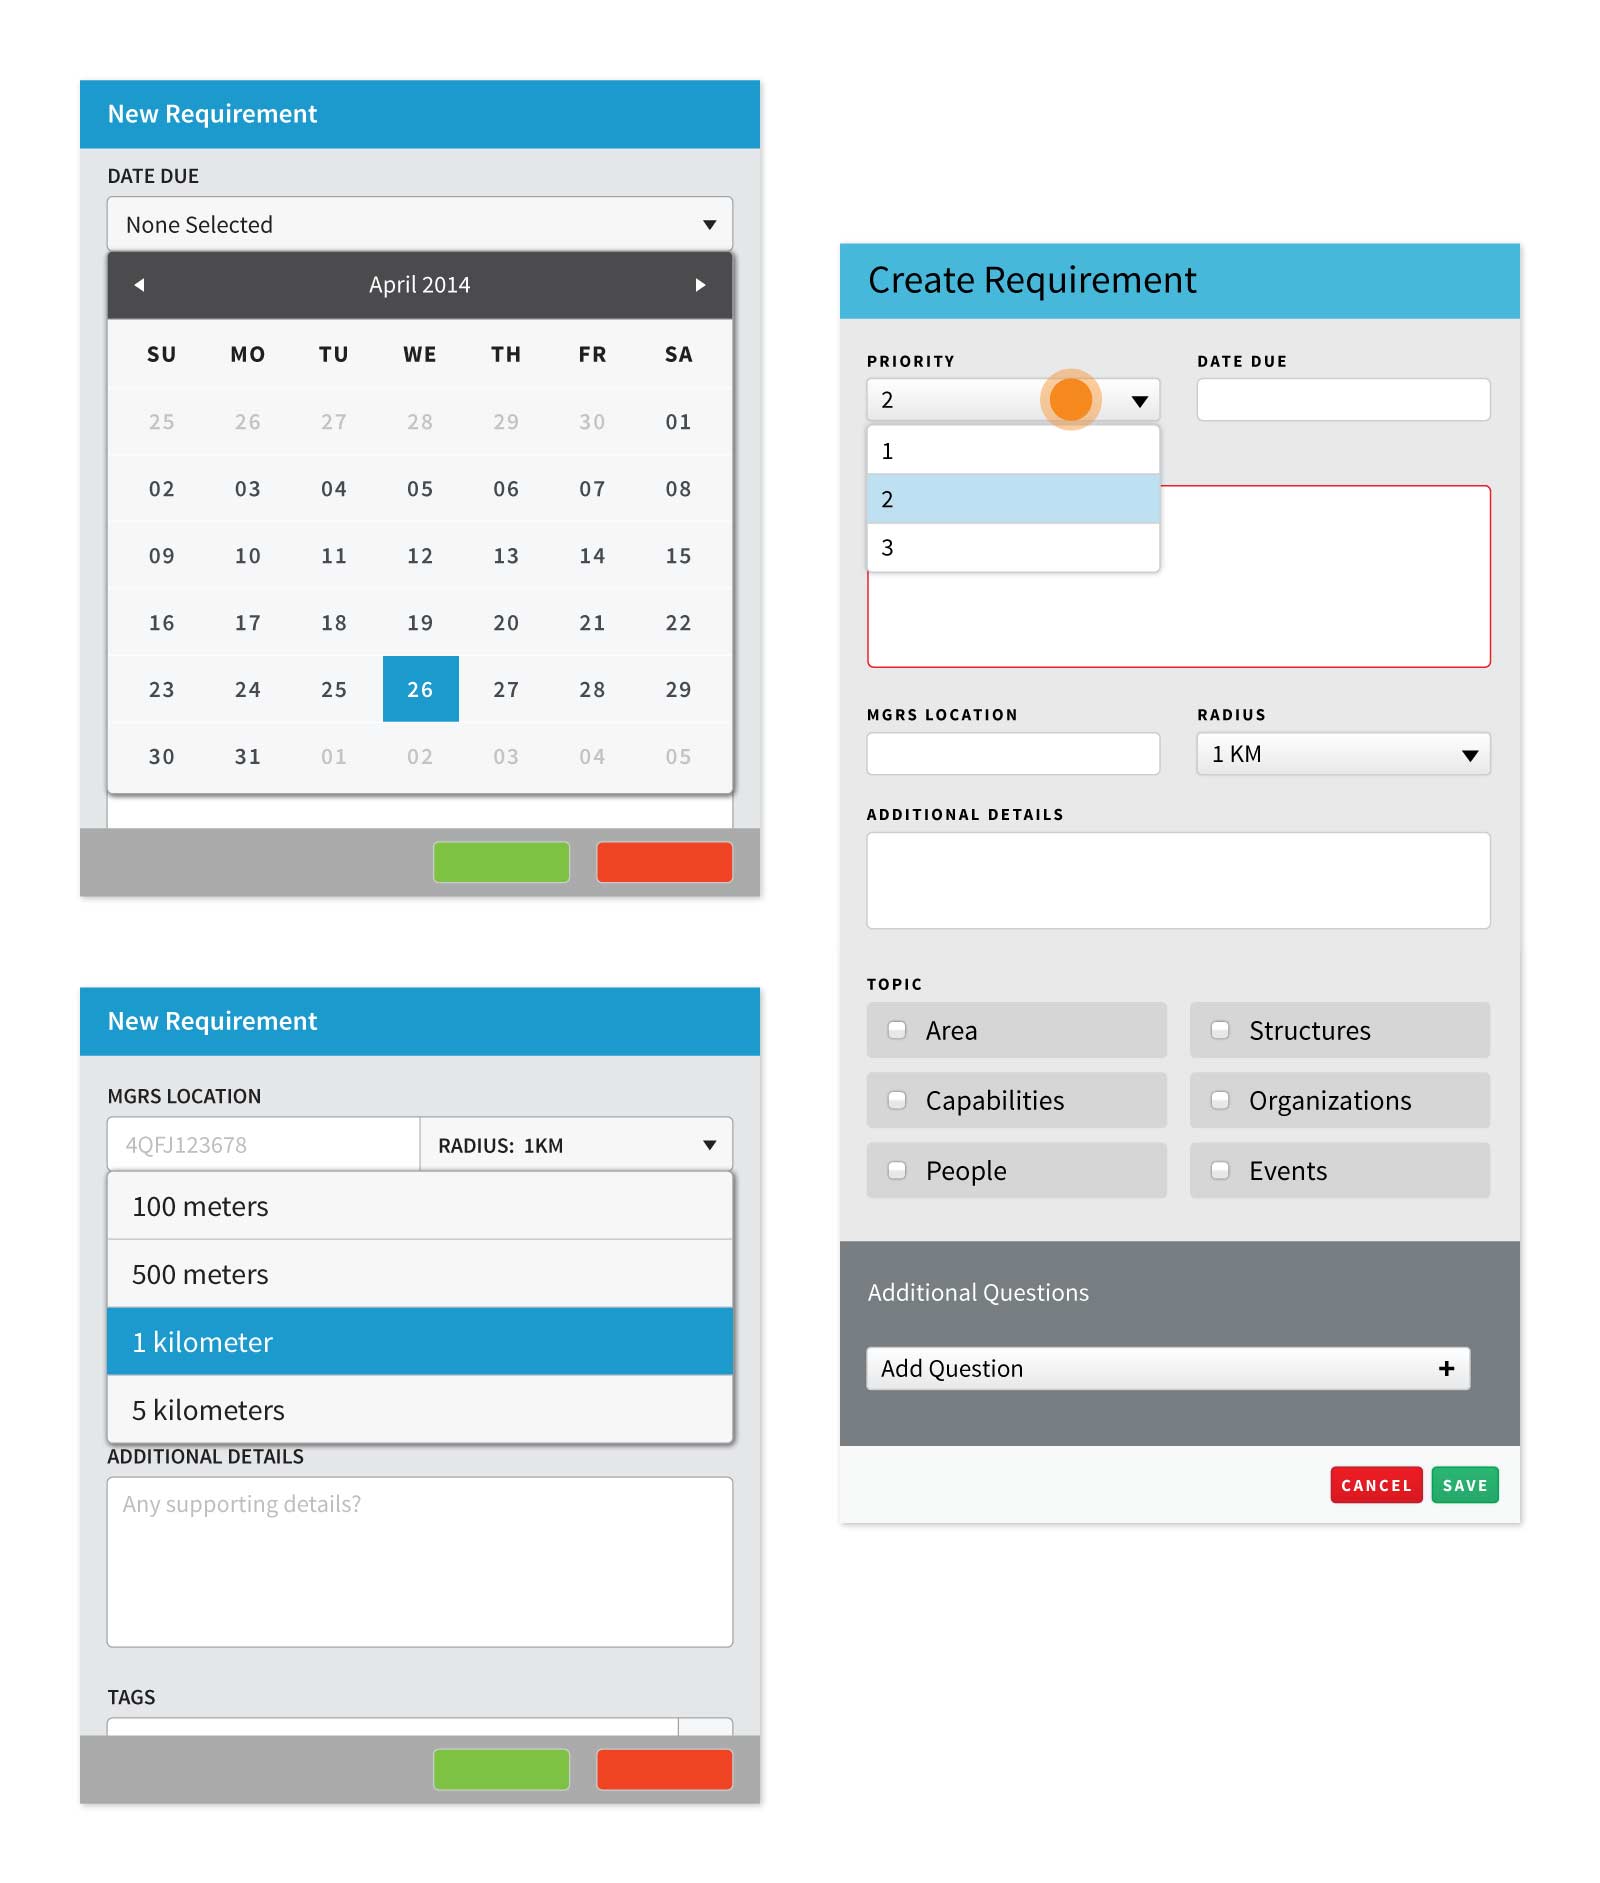 New Requirement
DATE DUE
None Selected
April 2014
SU MO TU WE TH FR SA
25 26 27 28 29 30 01
02 03 04 05 06 07 08
09 10 11 12 13 14 15
16 17 18 19 20 21 22
23 24 25 26 27 28 29
30 31 01 02 03 04 05
New Requirement
MGRS LOCATION
4QFJ123678 RADIUS: 1KM
100 meters
500 meters
1 kilometer
5 kilometers
ADDITIONAL DETAILS
Any supporting details?
TAGS
Create Requirement
PRIORITY DATE DUE
2
1
2
3
MGRS LOCATION RADIUS
1 KM
ADDITIONAL DETAILS
TOPIC
Area Structures
Capabilities Organizations
People Events
Additional Questions
Add Question +
CANCEL SAVE